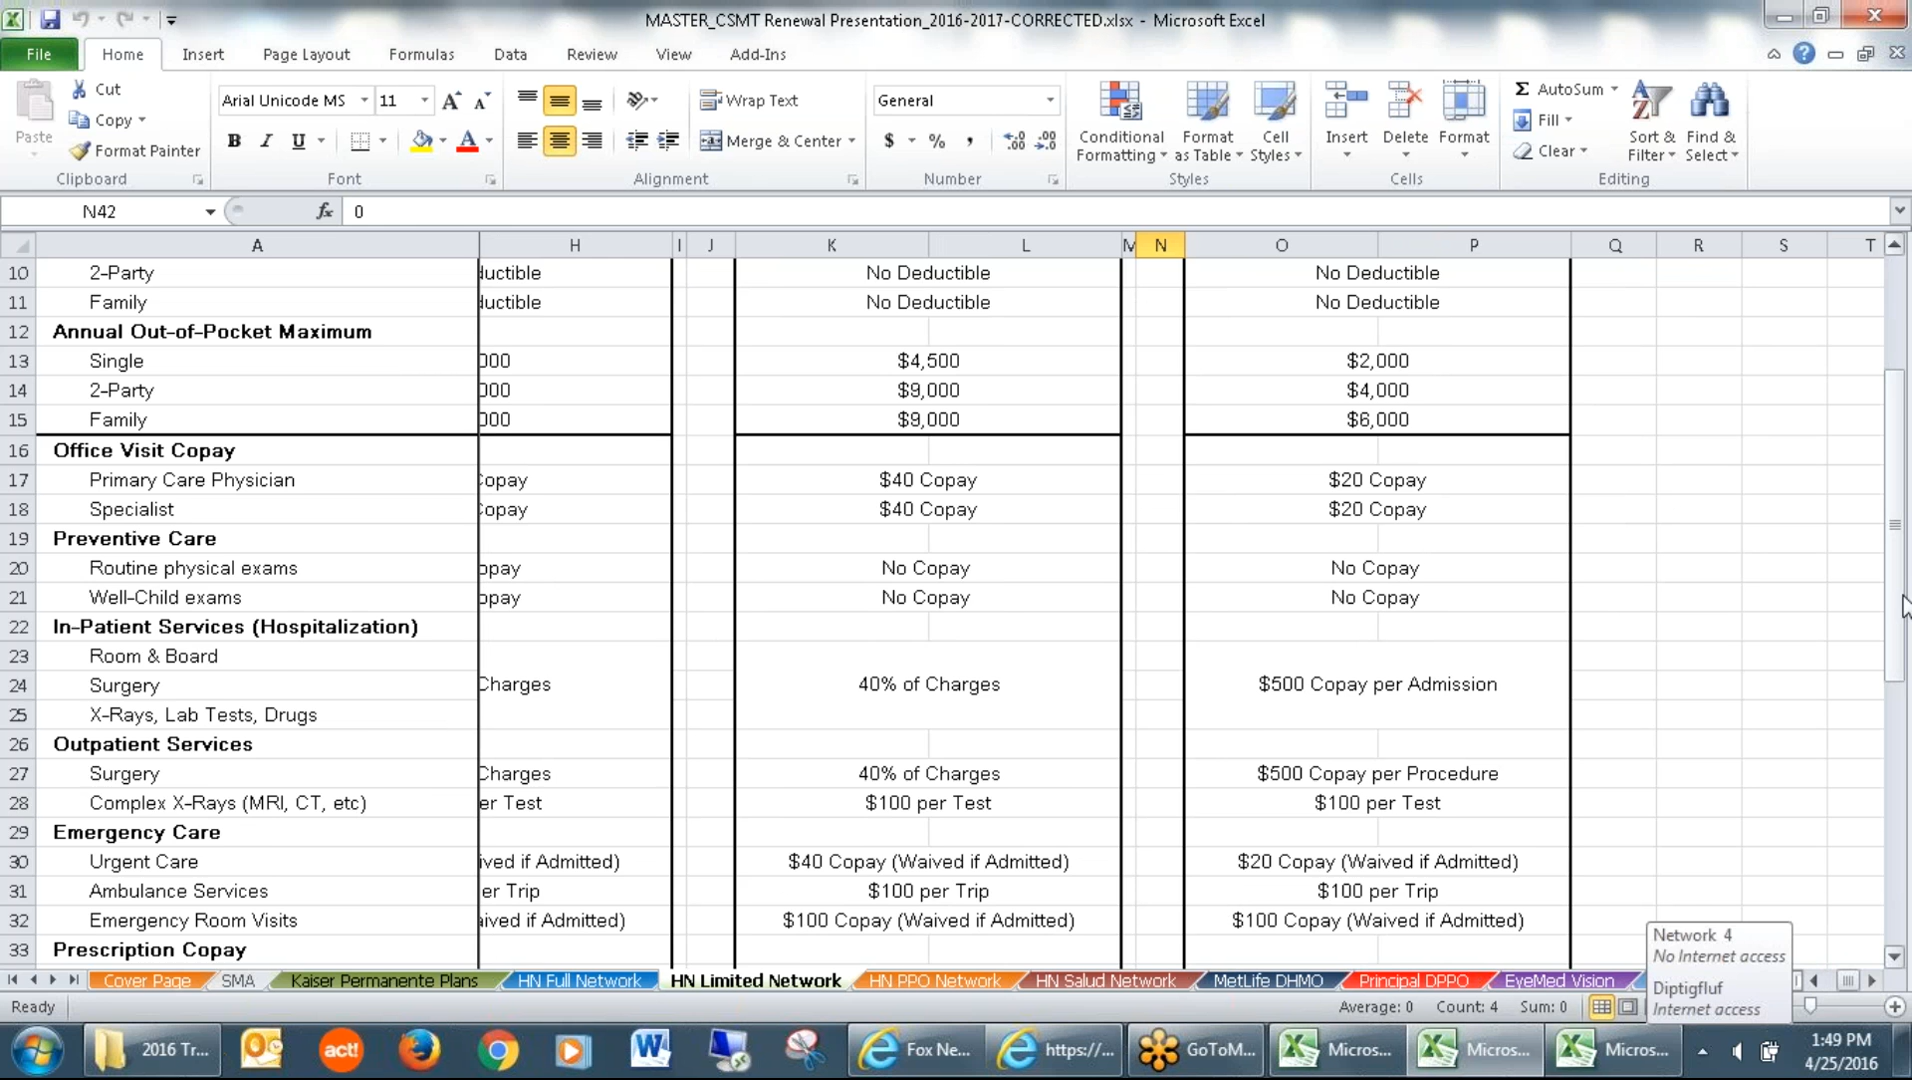 MASTER_CSMT Renewal Presentation_2016-2017-CORRECTED.xlsx - Microsoft Excel
File Home Insert Page Layout Formulas Data Review View Add-Ins
Paste
Cut
Copy
Format Painter
Clipboard
Arial Unicode MS 11
B I U
Font
Wrap Text
Merge & Center
Alignment
General
$ % ,
Number
Conditional Formatting
Format as Table
Cell Styles
Styles
Insert Delete Format
Cells
AutoSum
Fill
Clear
Sort & Filter
Find & Select
Editing
N42 fx 0
A H I J K L M N O P Q R S T
10 2-Party ductible No Deductible No Deductible
11 Family ductible No Deductible No Deductible
12 Annual Out-of-Pocket Maximum
13 Single 000 $4,500 $2,000
14 2-Party 000 $9,000 $4,000
15 Family 000 $9,000 $6,000
16 Office Visit Copay
17 Primary Care Physician Copay $40 Copay $20 Copay
18 Specialist Copay $40 Copay $20 Copay
19 Preventive Care
20 Routine physical exams opay No Copay No Copay
21 Well-Child exams opay No Copay No Copay
22 In-Patient Services (Hospitalization)
23 Room & Board
24 Surgery Charges 40% of Charges $500 Copay per Admission
25 X-Rays, Lab Tests, Drugs
26 Outpatient Services
27 Surgery Charges 40% of Charges $500 Copay per Procedure
28 Complex X-Rays (MRI, CT, etc) er Test $100 per Test $100 per Test
29 Emergency Care
30 Urgent Care ived if Admitted) $40 Copay (Waived if Admitted) $20 Copay (Waived if Admitted)
31 Ambulance Services er Trip $100 per Trip $100 per Trip
32 Emergency Room Visits aived if Admitted) $100 Copay (Waived if Admitted) $100 Copay (Waived if Admitted)
33 Prescription Copay
Network 4
No Internet access
Diptigfluf
Internet access
Cover Page SMA Kaiser Permanente Plans HN Full Network HN Limited Network HN PPO Network HN Salud Network MetLife DHMO Principal DPPO EyeMed Vision
Ready Average: 0 Count: 4 Sum: 0
2016 Tr... act! Fox Ne... https://... GoToM... Micros... Micros... Micros...
1:49 PM
4/25/2016